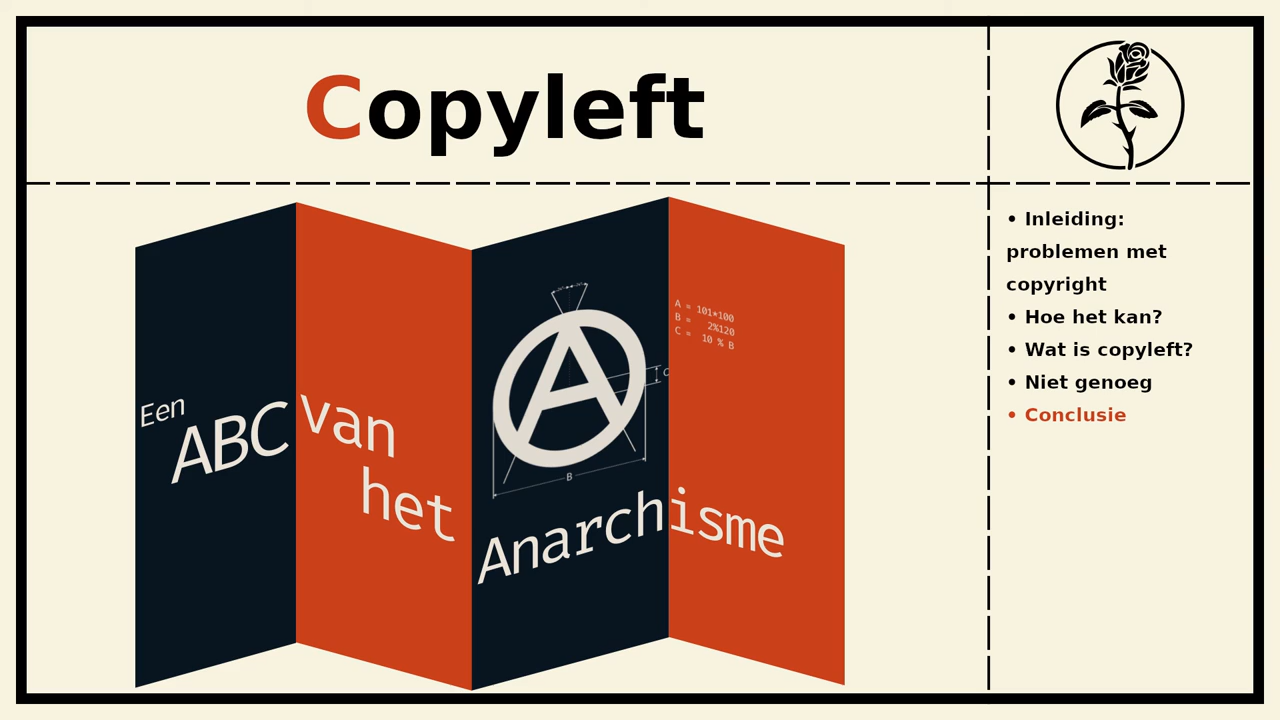 Copyleft
Een
ABC
van
het
Anarchisme
A = 101*100
B = 2%120
C = 10 % B
B
C
• Inleiding:
problemen met
copyright
• Hoe het kan?
• Wat is copyleft?
• Niet genoeg
• Conclusie